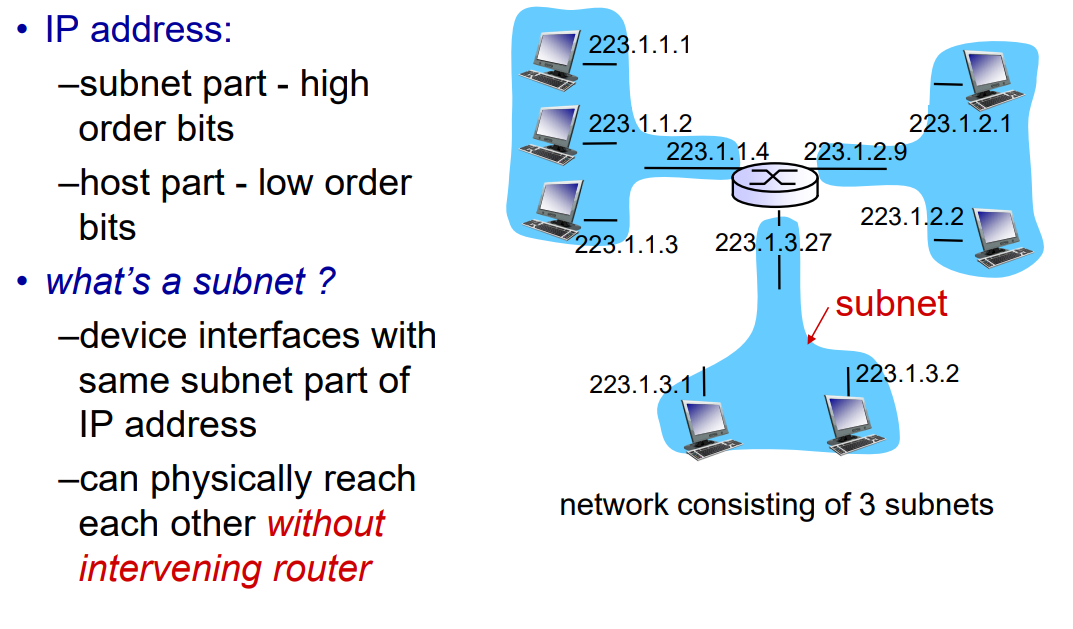 • IP address:
–subnet part - high
order bits
–host part - low order
bits
• what’s a subnet ?
–device interfaces with
same subnet part of
IP address
–can physically reach
each other without
intervening router
223.1.1.1
223.1.1.2
223.1.1.3
223.1.1.4
223.1.2.9
223.1.2.1
223.1.2.2
223.1.3.27
subnet
223.1.3.1
223.1.3.2
network consisting of 3 subnets